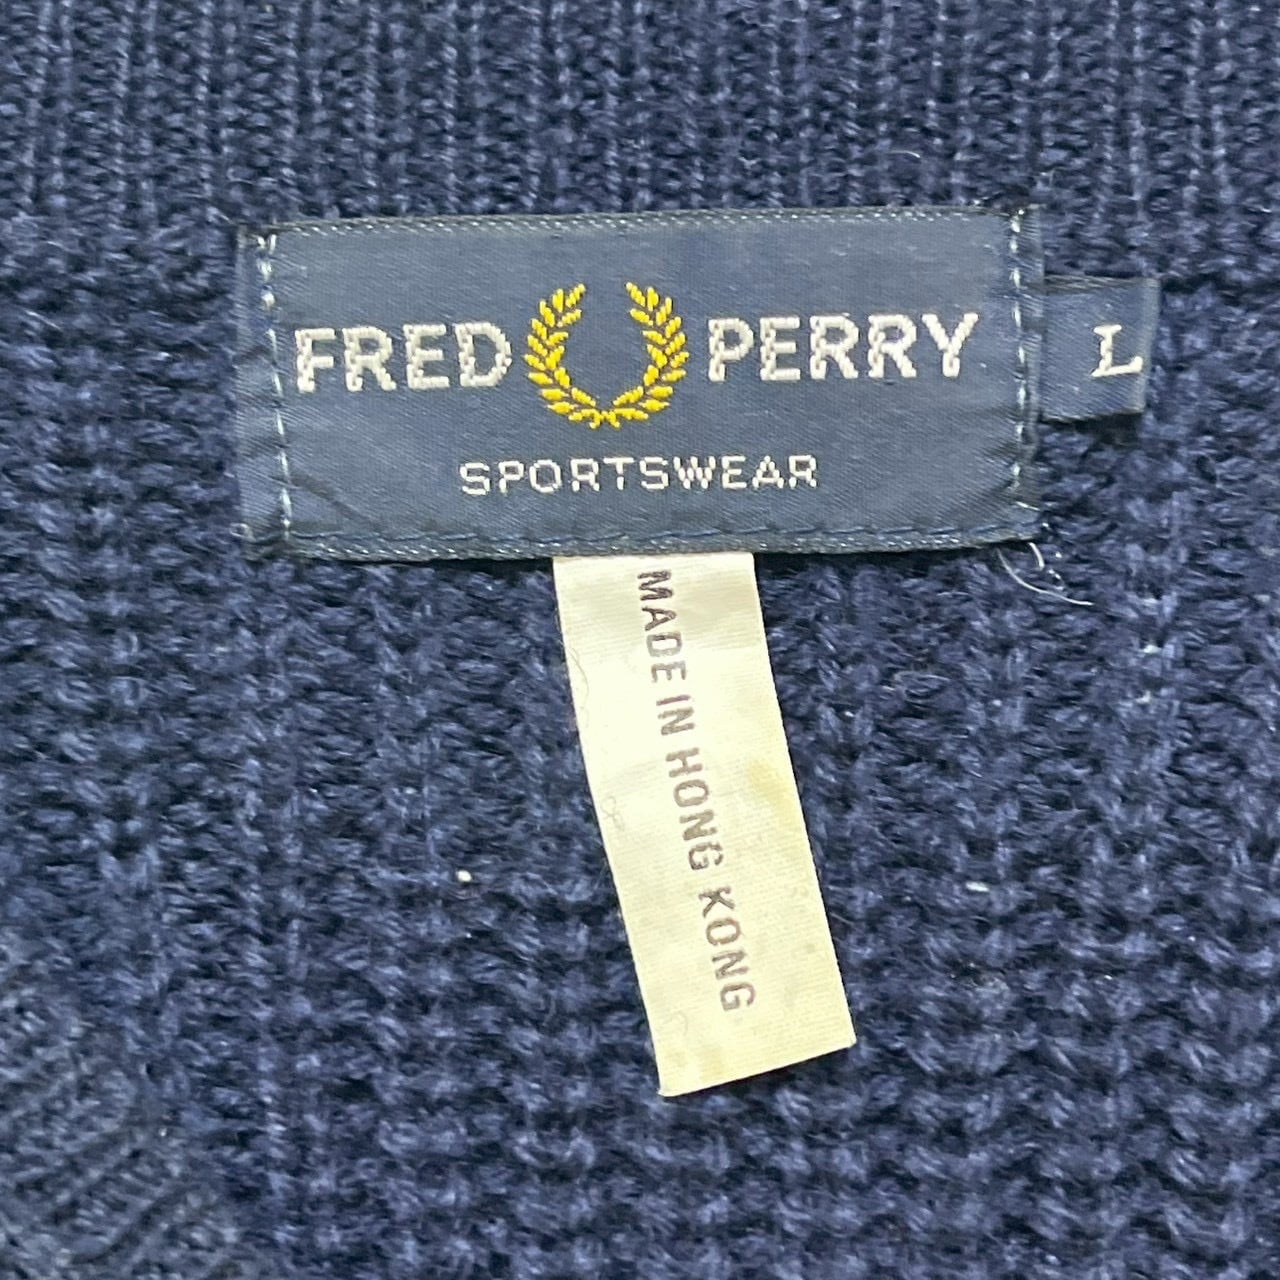 FRED PERRY
SPORTSWEAR
L
MADE IN HONG KONG